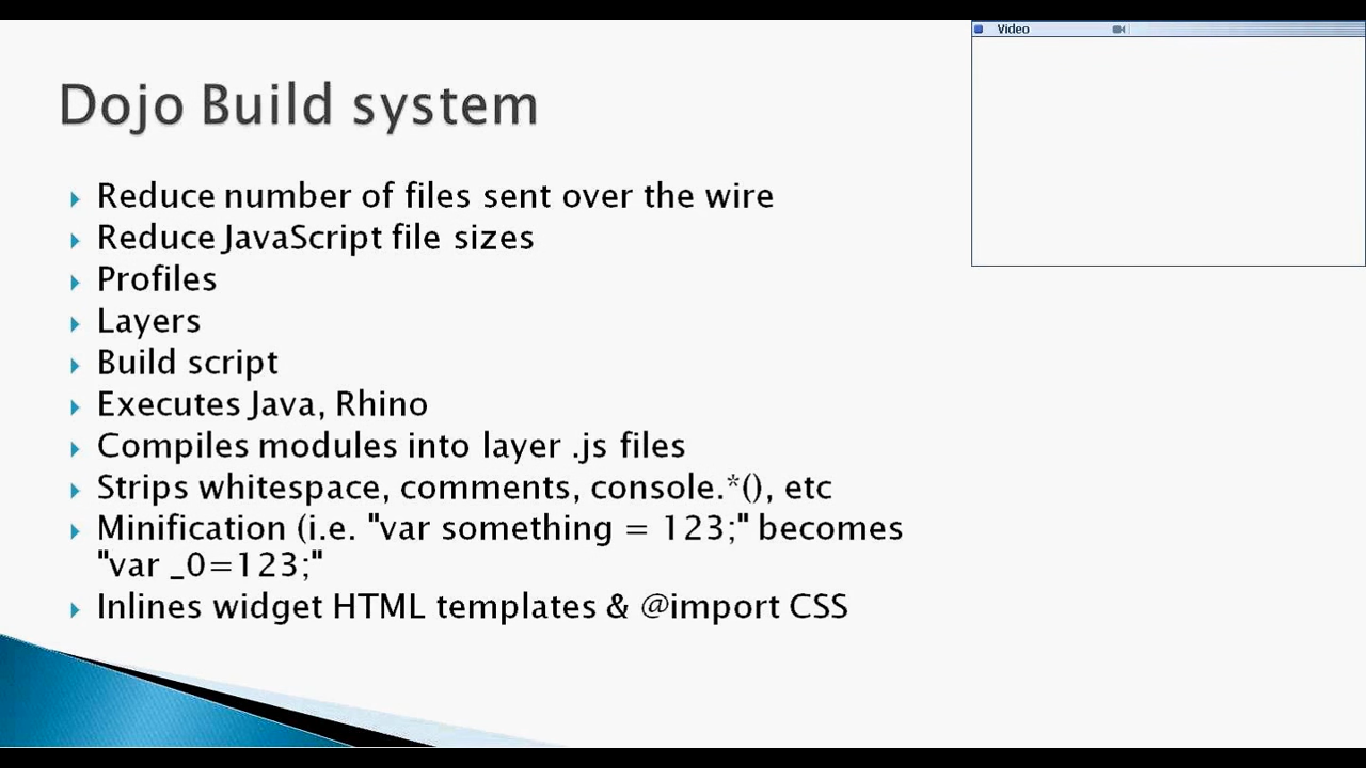 Video
Dojo Build system
Reduce number of files sent over the wire
Reduce JavaScript file sizes
Profiles
Layers
Build script
Executes Java, Rhino
Compiles modules into layer .js files
Strips whitespace, comments, console.*(), etc
Minification (i.e. "var something = 123;" becomes
"var _0=123;"
Inlines widget HTML templates & @import CSS